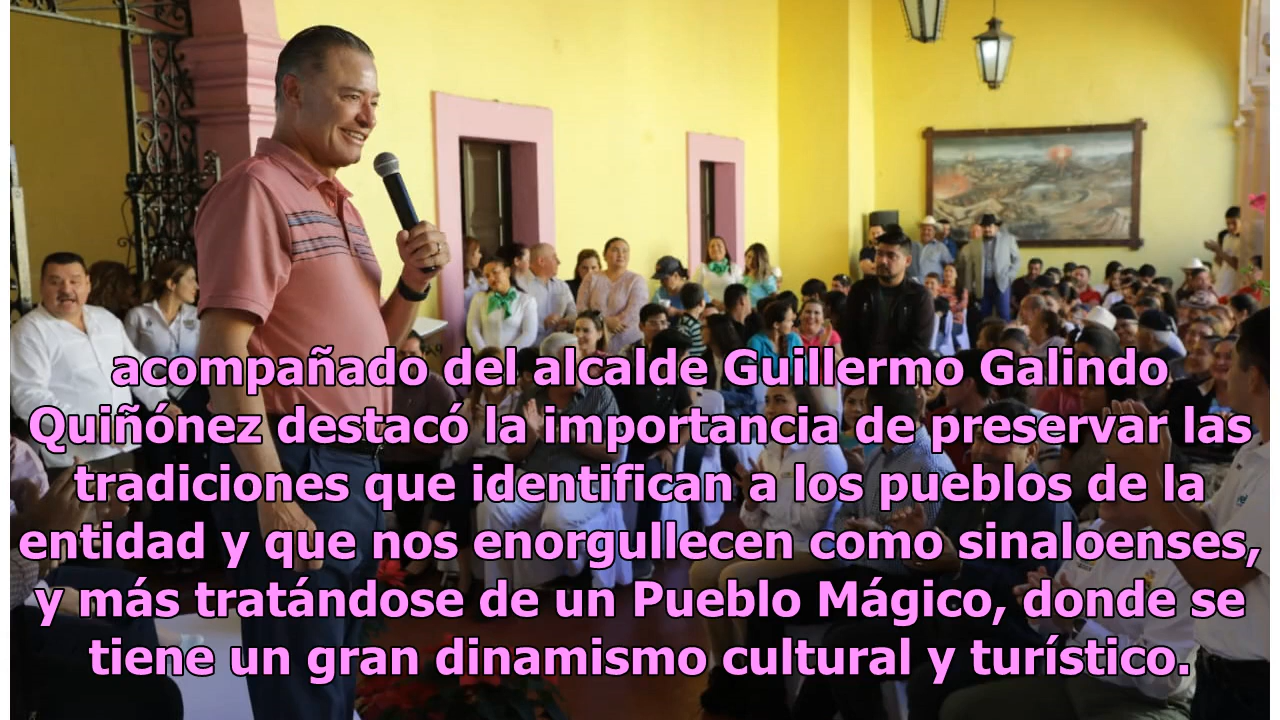 acompañado del alcalde Guillermo Galindo
Quiñónez destacó la importancia de preservar las
tradiciones que identifican a los pueblos de la
entidad y que nos enorgullecen como sinaloenses,
y más tratándose de un Pueblo Mágico, donde se
tiene un gran dinamismo cultural y turístico.